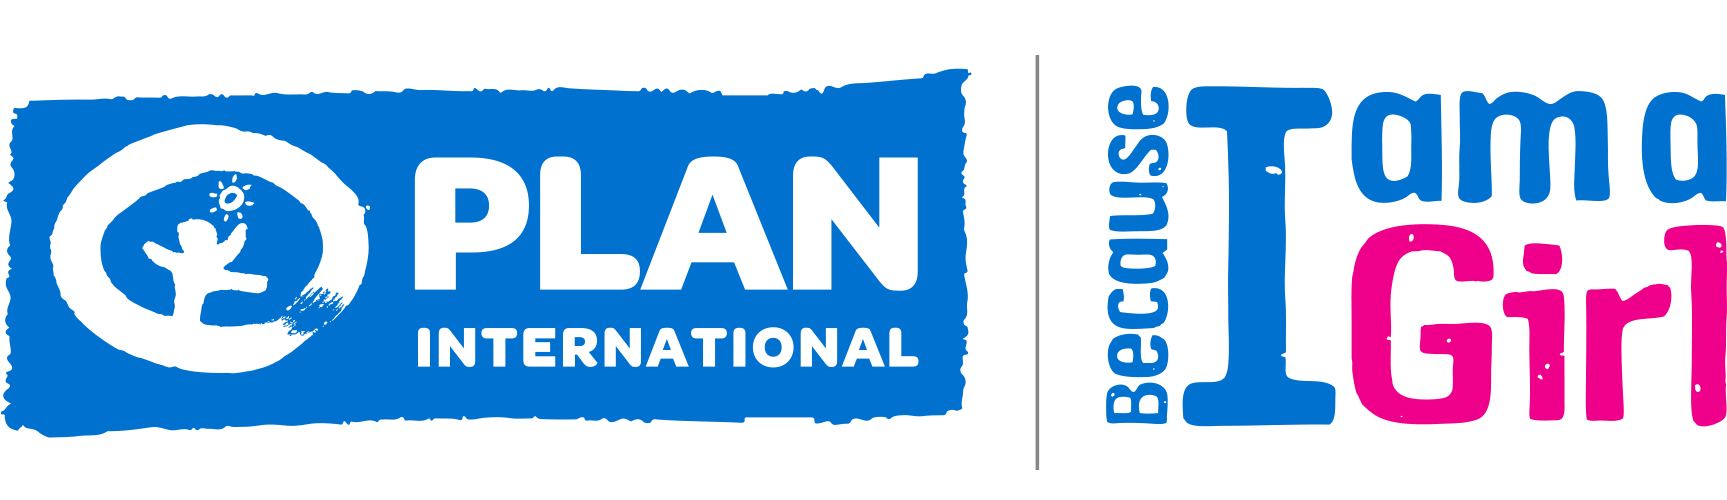 PLAN
INTERNATIONAL
Because
I am a
Girl